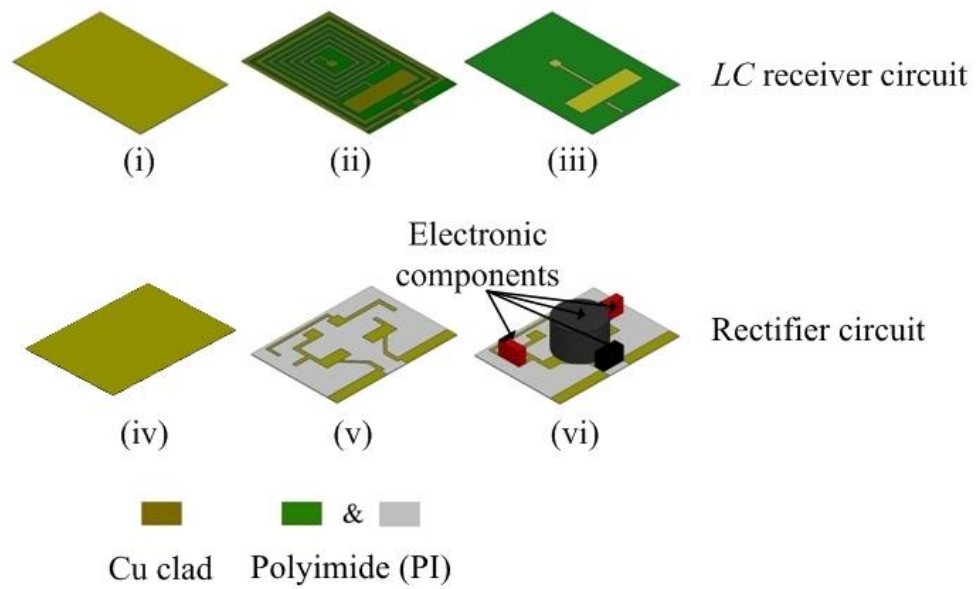 LC receiver circuit
(i)
(ii)
(iii)
Electronic
components
Rectifier circuit
(iv)
(v)
(vi)
&
Cu clad
Polyimide (PI)